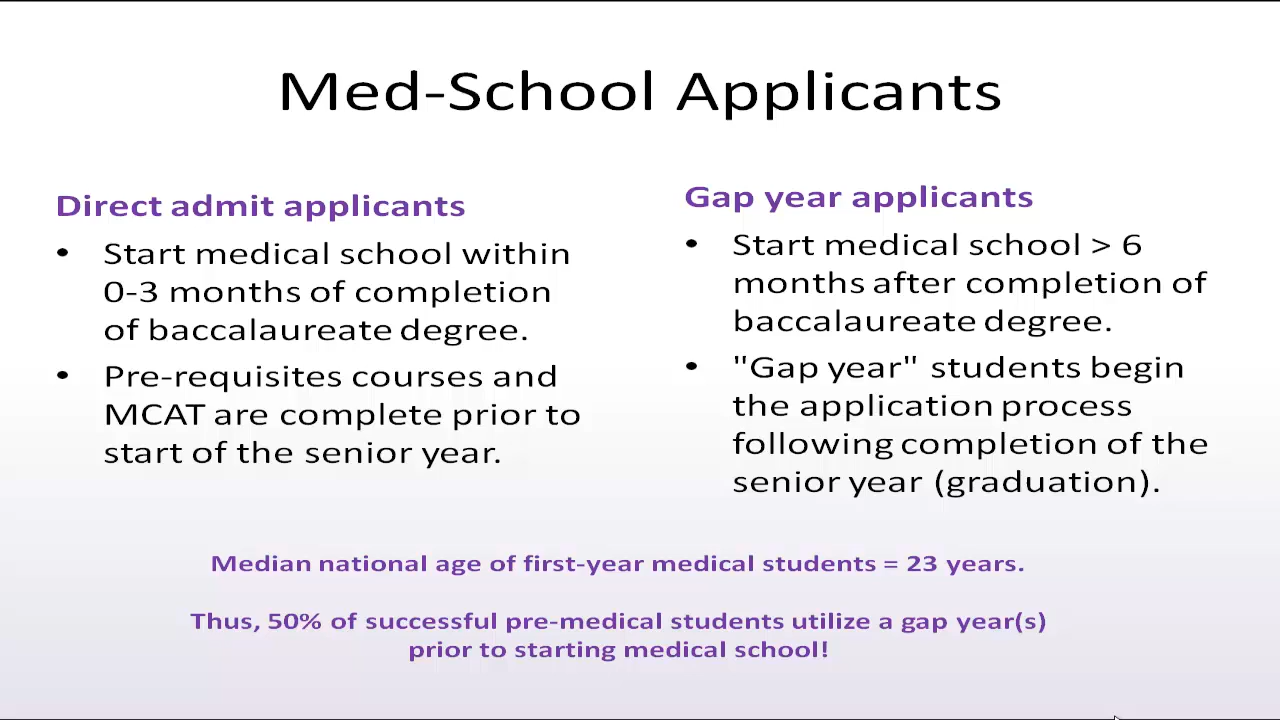 Med-School Applicants
Direct admit applicants
• Start medical school within
0-3 months of completion
of baccalaureate degree.
• Pre-requisites courses and
MCAT are complete prior to
start of the senior year.
Gap year applicants
• Start medical school > 6
months after completion of
baccalaureate degree.
• "Gap year" students begin
the application process
following completion of the
senior year (graduation).
Median national age of first-year medical students = 23 years.
Thus, 50% of successful pre-medical students utilize a gap year(s)
prior to starting medical school!